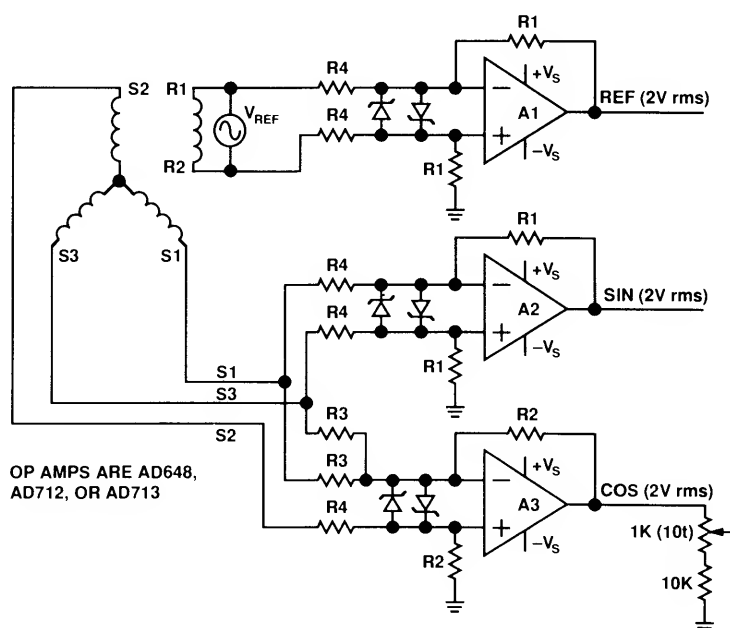 R1
S2
R1
R4
+VS
REF (2V rms)
VREF
A1
R4
R2
−VS
R1
R1
S3
S1
R4
+VS
SIN (2V rms)
A2
R4
−VS
S1
R1
S3
S2
R3
R2
OP AMPS ARE AD648,
AD712, OR AD713
R3
+VS
COS (2V rms)
A3
R4
1K (10t)
−VS
R2
10K